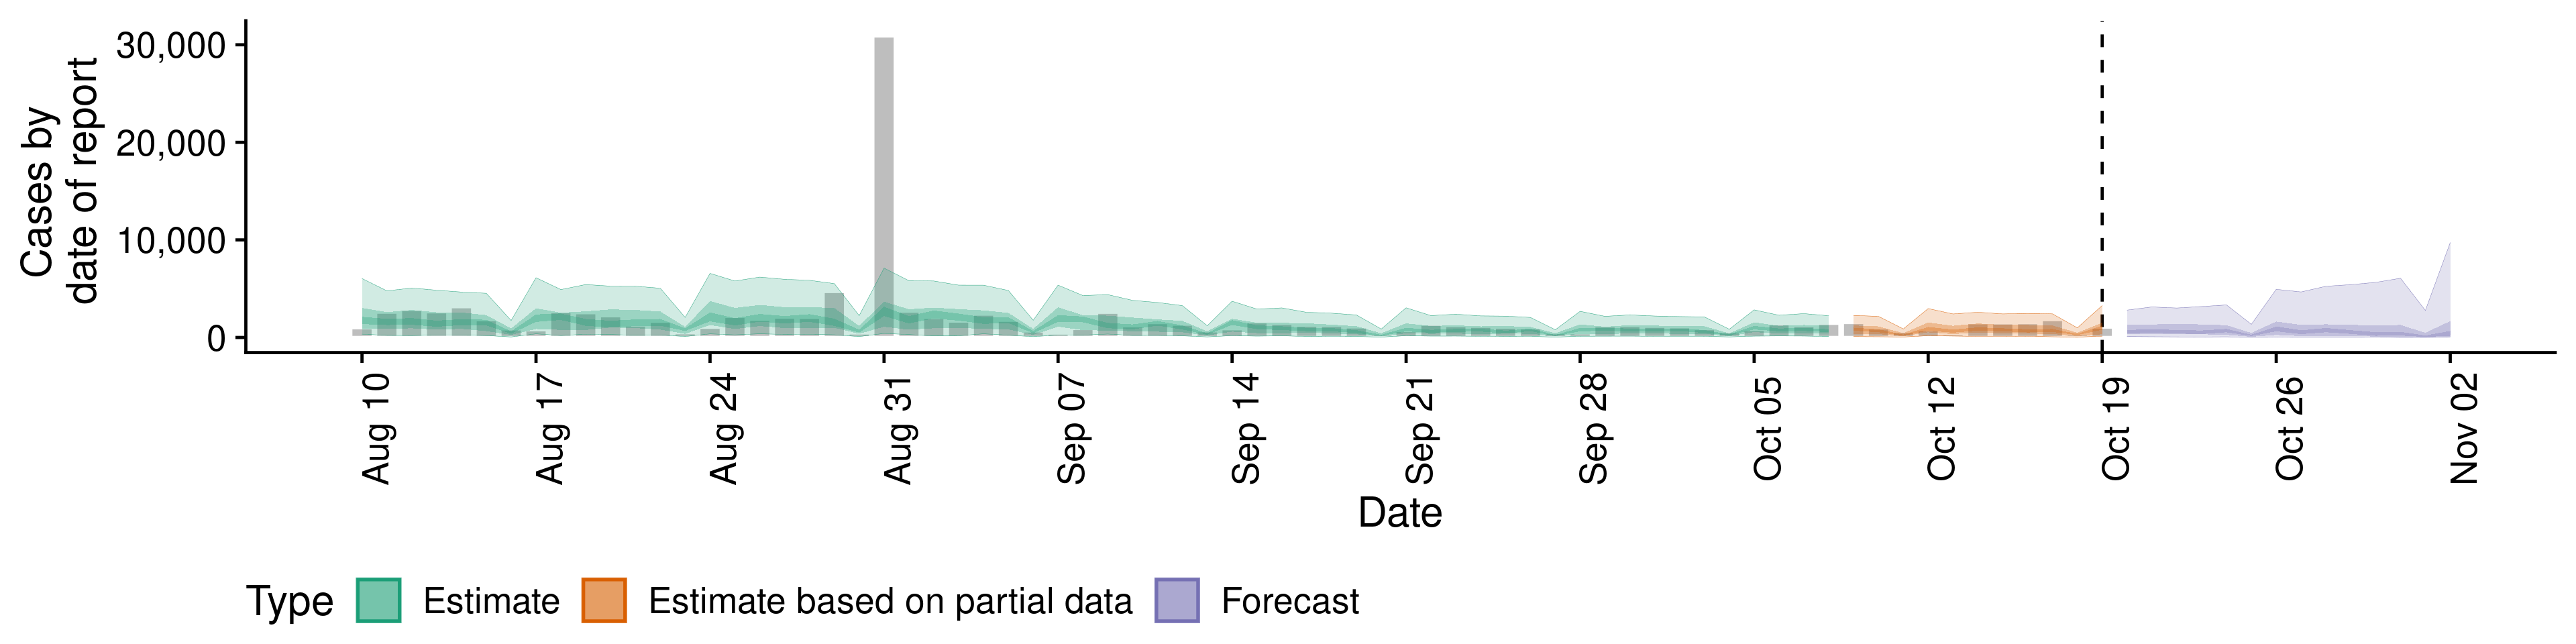 Cases by
date of report
30,000
20,000
10,000
0
Aug 10
Aug 17
Aug 24
Aug 31
Sep 07
Sep 14
Sep 21
Sep 28
Oct 05
Oct 12
Oct 19
Oct 26
Nov 02
Date
Type Estimate Estimate based on partial data Forecast